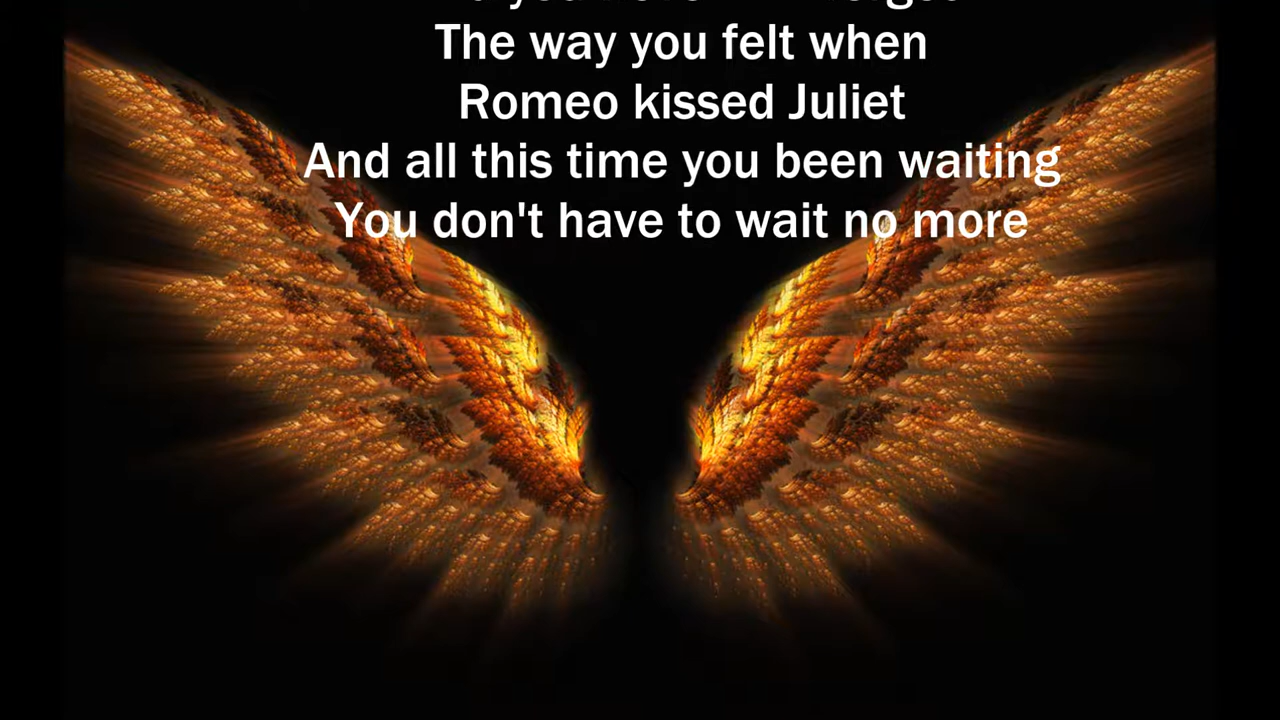 you
The way you felt when
Romeo kissed Juliet
And all this time you been waiting
You don't have to wait no more